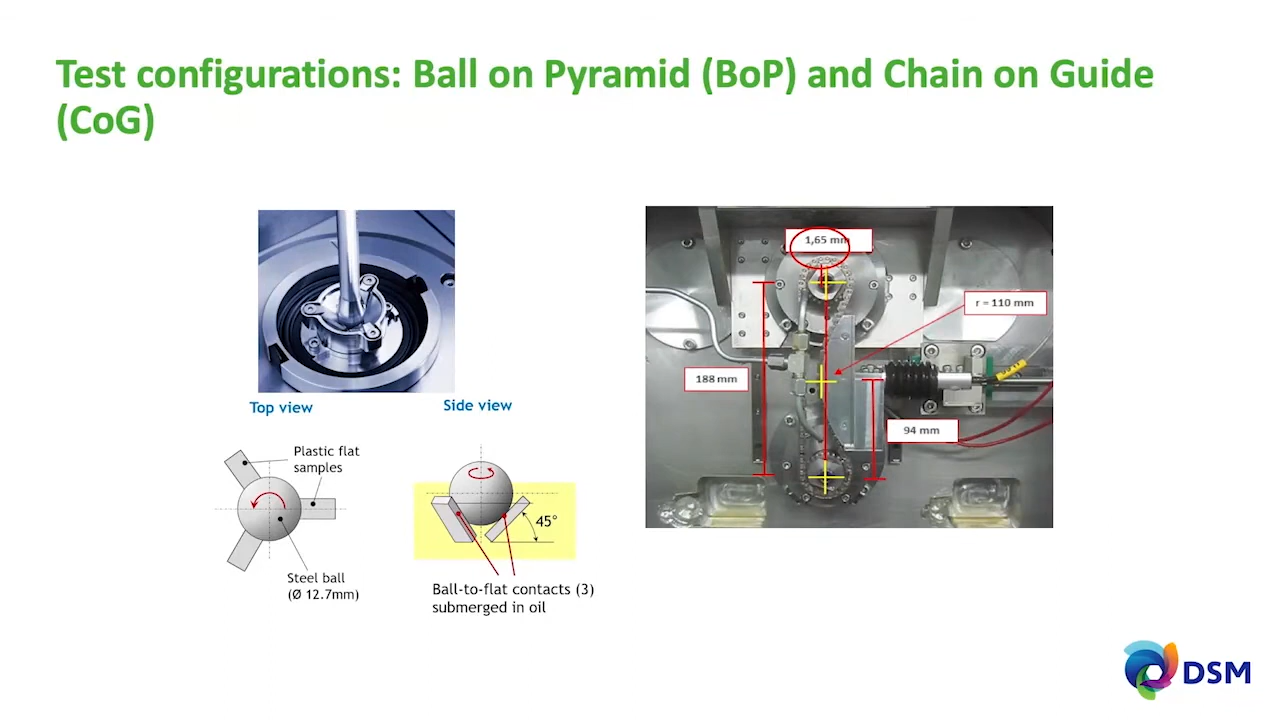 Test configurations: Ball on Pyramid (BoP) and Chain on Guide
(CoG)
1,65 mm
r = 110 mm
188 mm
94 mm
Top view
Side view
Plastic flat
samples
45°
Steel ball
(Ø 12.7mm)
Ball-to-flat contacts (3)
submerged in oil
DSM